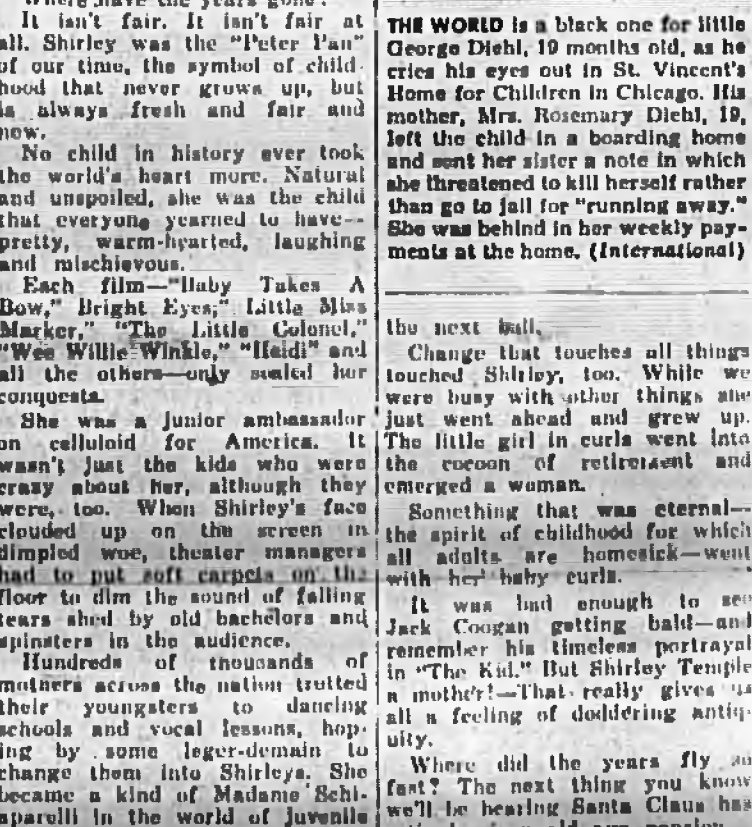 Where have the years gone?
It isn't fair. It isn't fair at
all. Shirley was the "Peter Pan"
of our time, the symbol of child-
hood that never grows up, but
is always fresh and fair and
new.
No child in history ever took
the world's heart more. Natural
and unspoiled, she was the child
that everyone yearned to have--
pretty, warm-hearted, laughing
and mischievous.
Each film—"Baby Takes A
Bow," Bright Eyes," Little Miss
Marker," "The Little Colonel,"
"Wee Willie Winkle," "Heidi" and
all the others—only sealed her
conquests.
She was a junior ambassador
on celluloid for America. It
wasn't just the kids who were
crazy about her, although they
were, too. When Shirley's face
clouded up on the screen in
dimpled woe, theater managers
had to put soft carpets on the
floor to dim the sound of falling
tears shed by old bachelors and
spinsters in the audience.
Hundreds of thousands of
mothers across the nation trotted
their youngsters to dancing
schools and vocal lessons, hop-
ing by some leger-demain to
change them into Shirleys. She
became a kind of Madame Schi-
aparelli in the world of juvenile
THE WORLD is a black one for little
George Diehl, 19 months old, as he
cries his eyes out in St. Vincent's
Home for Children in Chicago. His
mother, Mrs. Rosemary Diehl, 19,
left the child in a boarding home
and sent her sister a note in which
she threatened to kill herself rather
than go to jail for "running away."
She was behind in her weekly pay-
ments at the home. (International)
the next ball.
Change that touches all things
touched Shirley, too. While we
were busy with other things she
just went ahead and grew up.
The little girl in curls went into
the cocoon of retirement and
emerged a woman.
Something that was eternal—
the spirit of childhood for which
all adults are homesick—went
with her baby curls.
It was bad enough to see
Jack Coogan getting bald—and
remember his timeless portrayal
in "The Kid." But Shirley Temple
a mother!—That really gives us
all a feeling of doddering antiq-
uity.
Where did the years fly so
fast? The next thing you know
we'll be hearing Santa Claus has